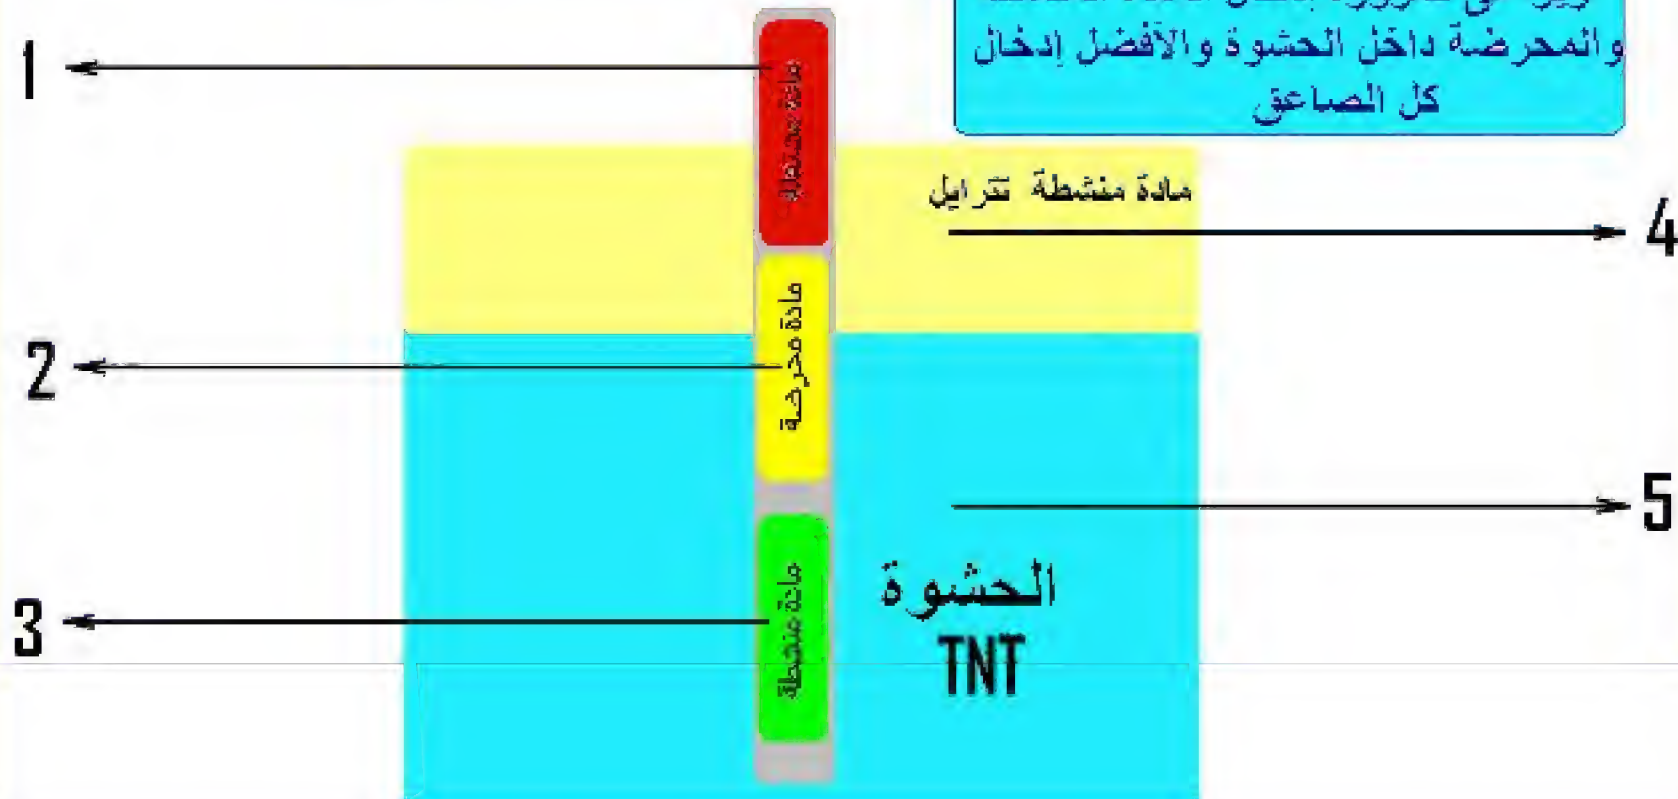 والمحرضة داخل الحشوة والأفضل إدخال
كل الصاعق
1
مادة منشطة تترايل
4
2
مادة محرضة
5
الحشوة
TNT
3
مادة منشطة